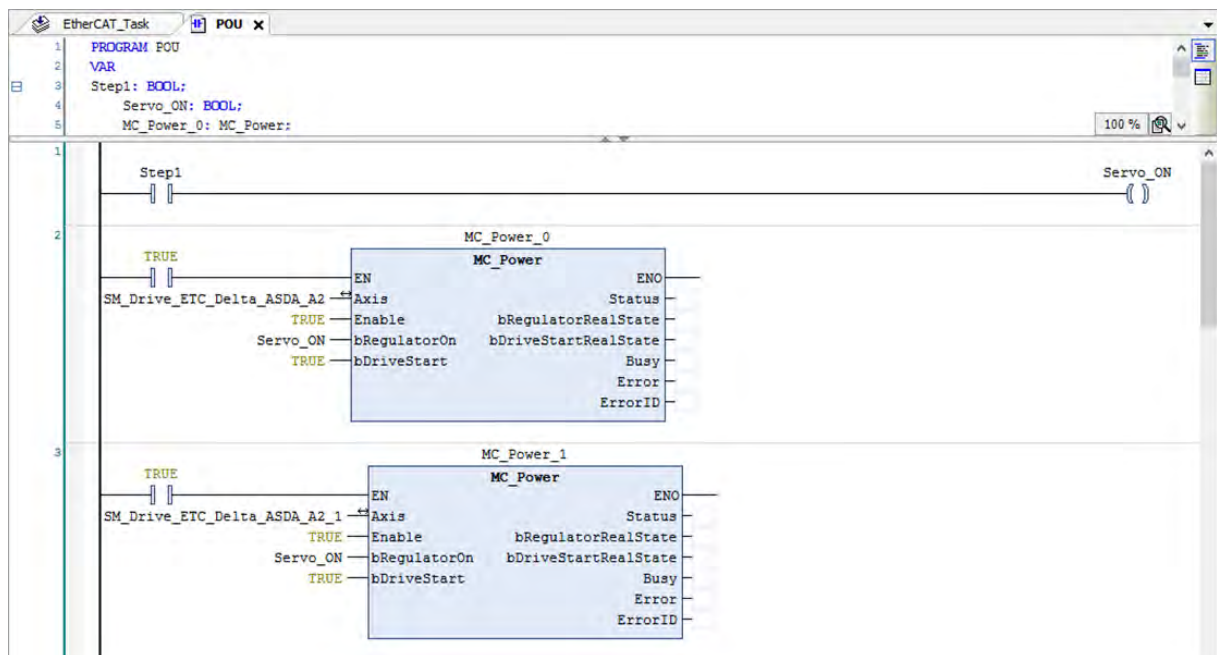 EtherCAT_Task POU X
1 PROGRAM POU
2 VAR
3 Step1: BOOL;
4 Servo_ON: BOOL;
5 MC_Power_0: MC_Power;
100 %
1
Step1 Servo_ON
2
MC_Power_0
TRUE MC_Power
EN ENO
SM_Drive_ETC_Delta_ASDA_A2 Axis Status
TRUE Enable bRegulatorRealState
Servo_ON bRegulatorOn bDriveStartRealState
TRUE bDriveStart Busy
Error
ErrorID
3
MC_Power_1
TRUE MC_Power
EN ENO
SM_Drive_ETC_Delta_ASDA_A2_1 Axis Status
TRUE Enable bRegulatorRealState
Servo_ON bRegulatorOn bDriveStartRealState
TRUE bDriveStart Busy
Error
ErrorID